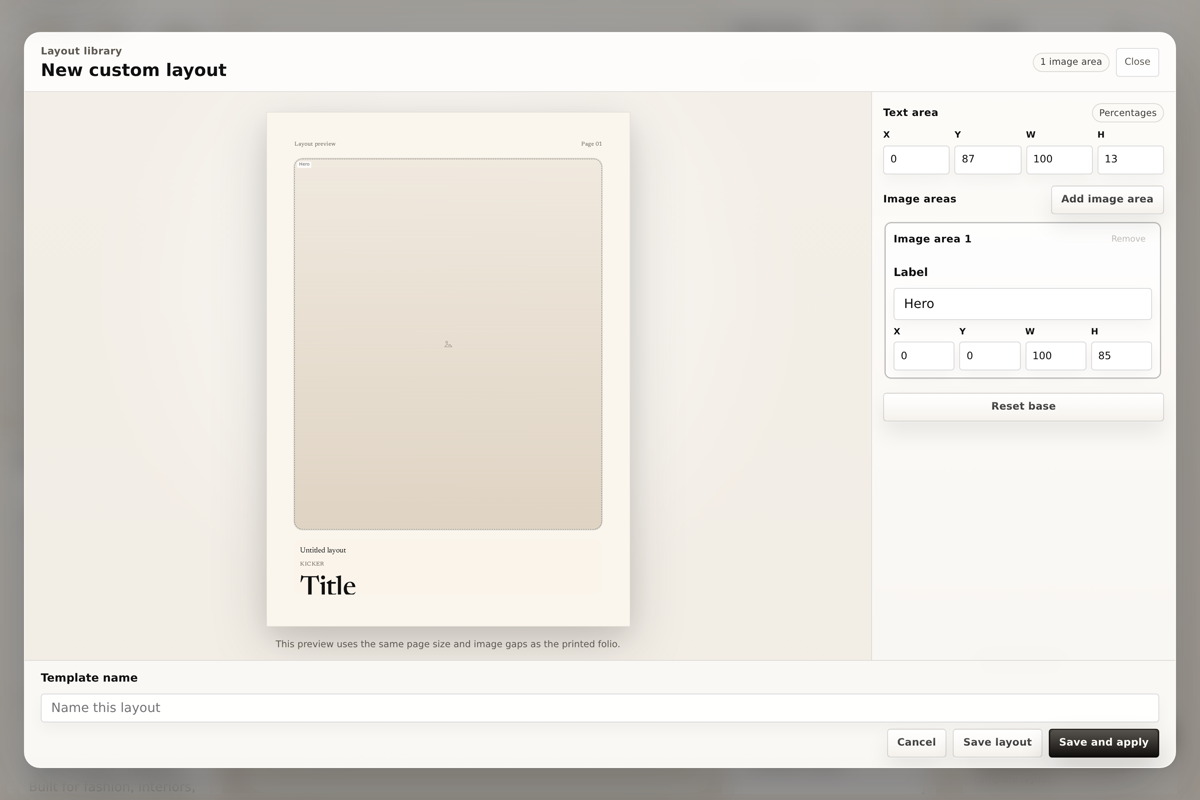 Layout library
New custom layout
1 image area
Close
Layout preview
Page 01
Hero
Untitled layout
KICKER
Title
This preview uses the same page size and image gaps as the printed folio.
Text area
Percentages
X Y W H
0 87 100 13
Image areas
Add image area
Image area 1
Remove
Label
Hero
X Y W H
0 0 100 85
Reset base
Template name
Name this layout
Cancel
Save layout
Save and apply
Built for fashion, interiors,